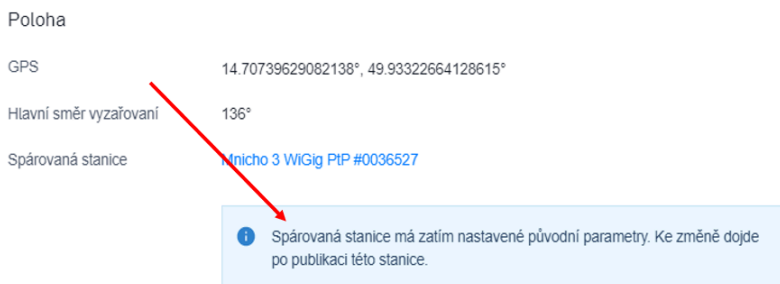 Poloha
GPS 14.70739629082138°, 49.93322664128615°
Hlavní směr vyzařovaní 136°
Spárovaná stanice Mnicho 3 WiGig PtP #0036527
Spárovaná stanice má zatím nastavené původní parametry. Ke změně dojde
po publikaci této stanice.